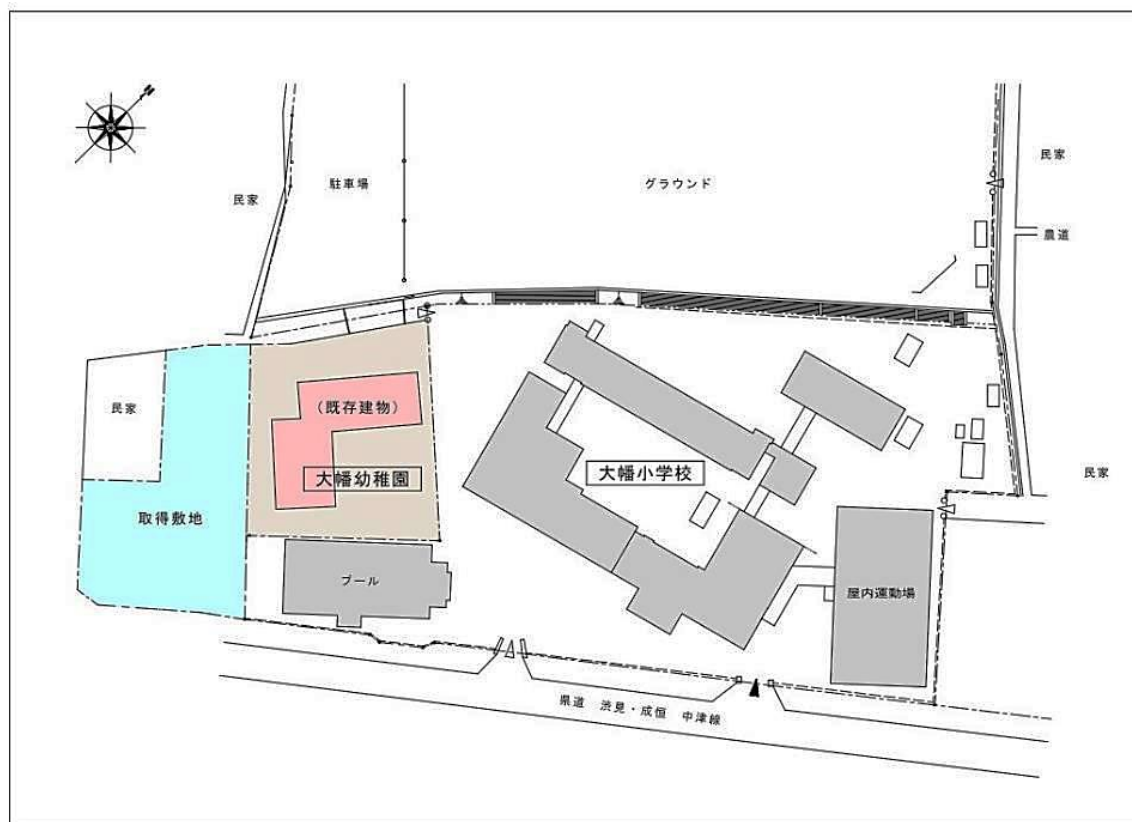 N
民家
駐車場
グラウンド
民家
農道
民家
(既存建物)
大幡幼稚園
大幡小学校
民家
取得敷地
プール
屋内運動場
県道 渋見・成恒 中津線